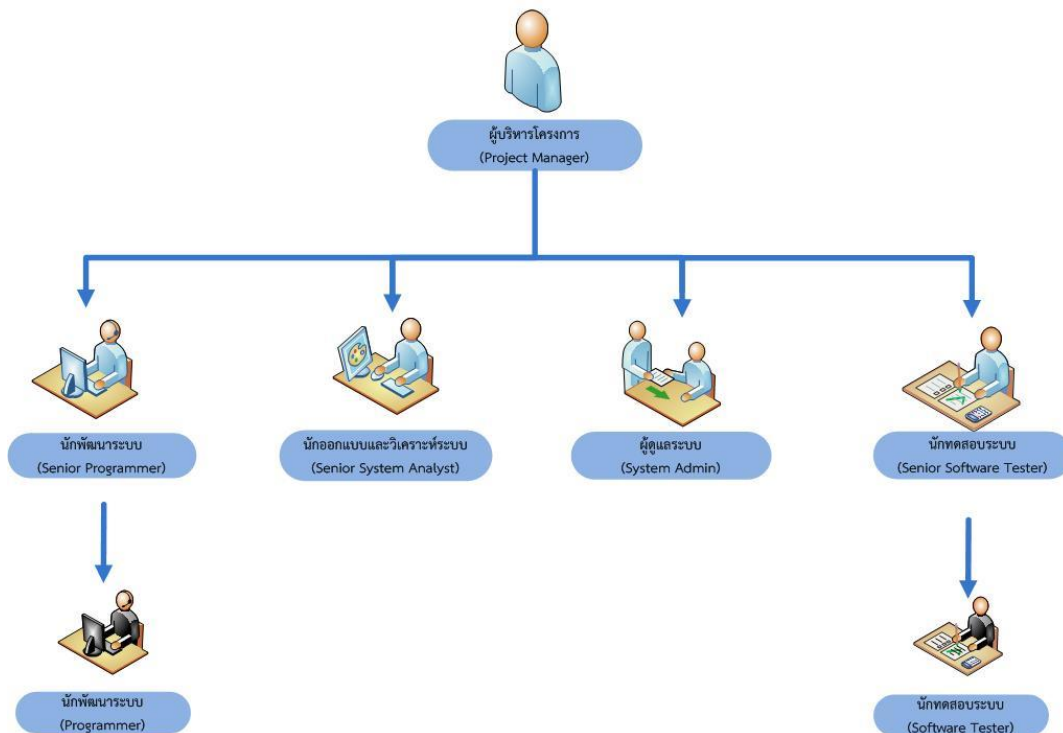 ผู้บริหารโครงการ
(Project Manager)
นักพัฒนาระบบ
(Senior Programmer)
นักออกแบบและวิเคราะห์ระบบ
(Senior System Analyst)
ผู้ดูแลระบบ
(System Admin)
นักทดสอบระบบ
(Senior Software Tester)
นักพัฒนาระบบ
(Programmer)
นักทดสอบระบบ
(Software Tester)